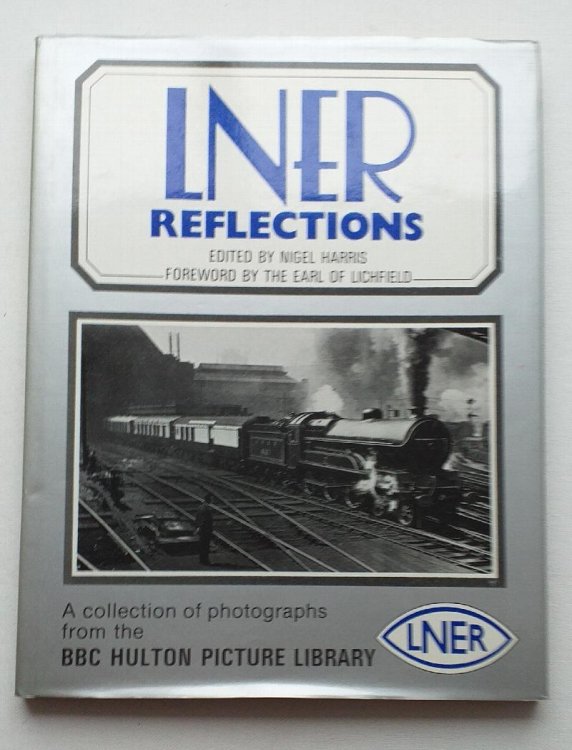 LNER
REFLECTIONS
EDITED BY NIGEL HARRIS
FOREWORD BY THE EARL OF LICHFIELD
A collection of photographs
from the
BBC HULTON PICTURE LIBRARY
LNER